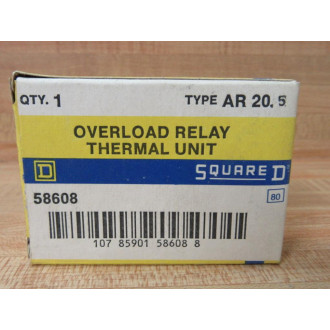 QTY. 1
TYPE AR 20.5
OVERLOAD RELAY
THERMAL UNIT
D
SQUARE D
58608
80
107 85901 58608 8